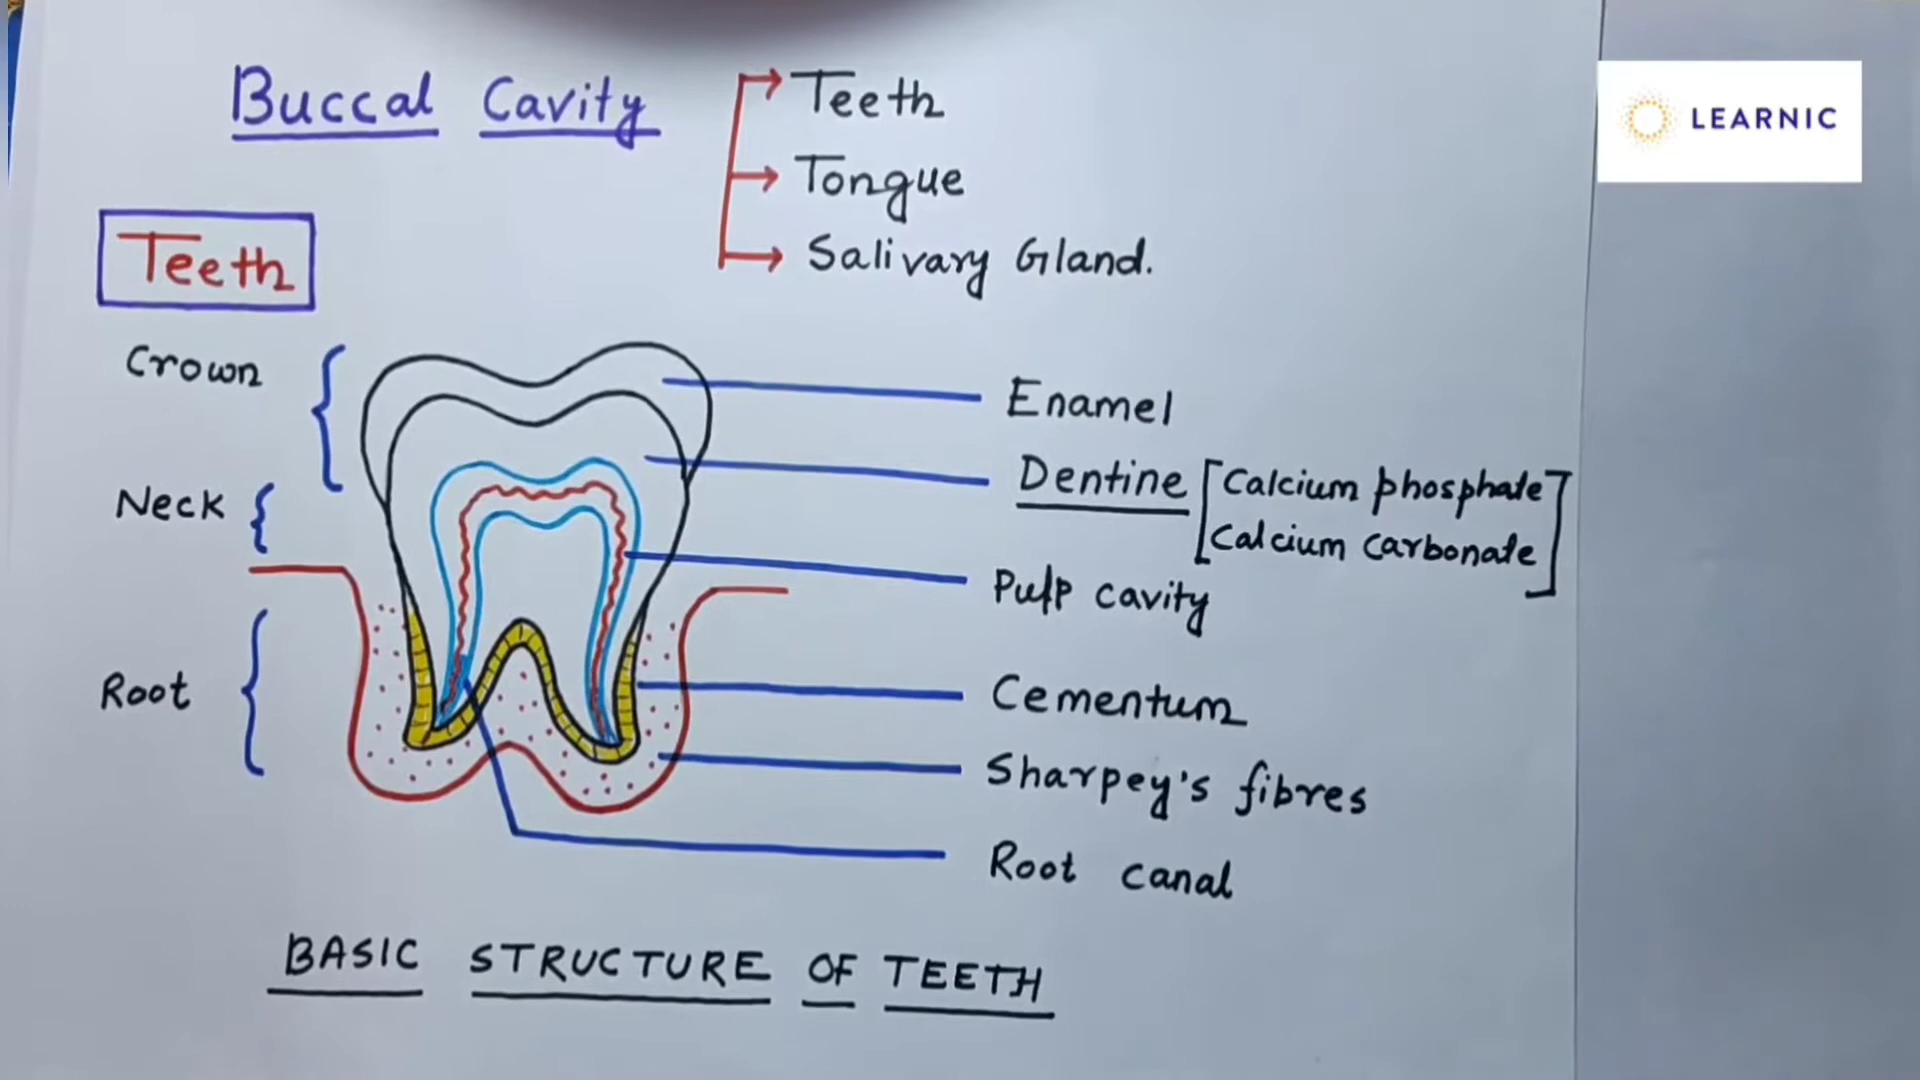 Buccal Cavity
Teeth
Tongue
Salivary Gland.
LEARNIC
Teeth
Crown
Neck
Root
Enamel
Dentine [Calcium phosphate
Calcium carbonate]
Pulp cavity
Cementum
Sharpey's fibres
Root canal
BASIC STRUCTURE OF TEETH